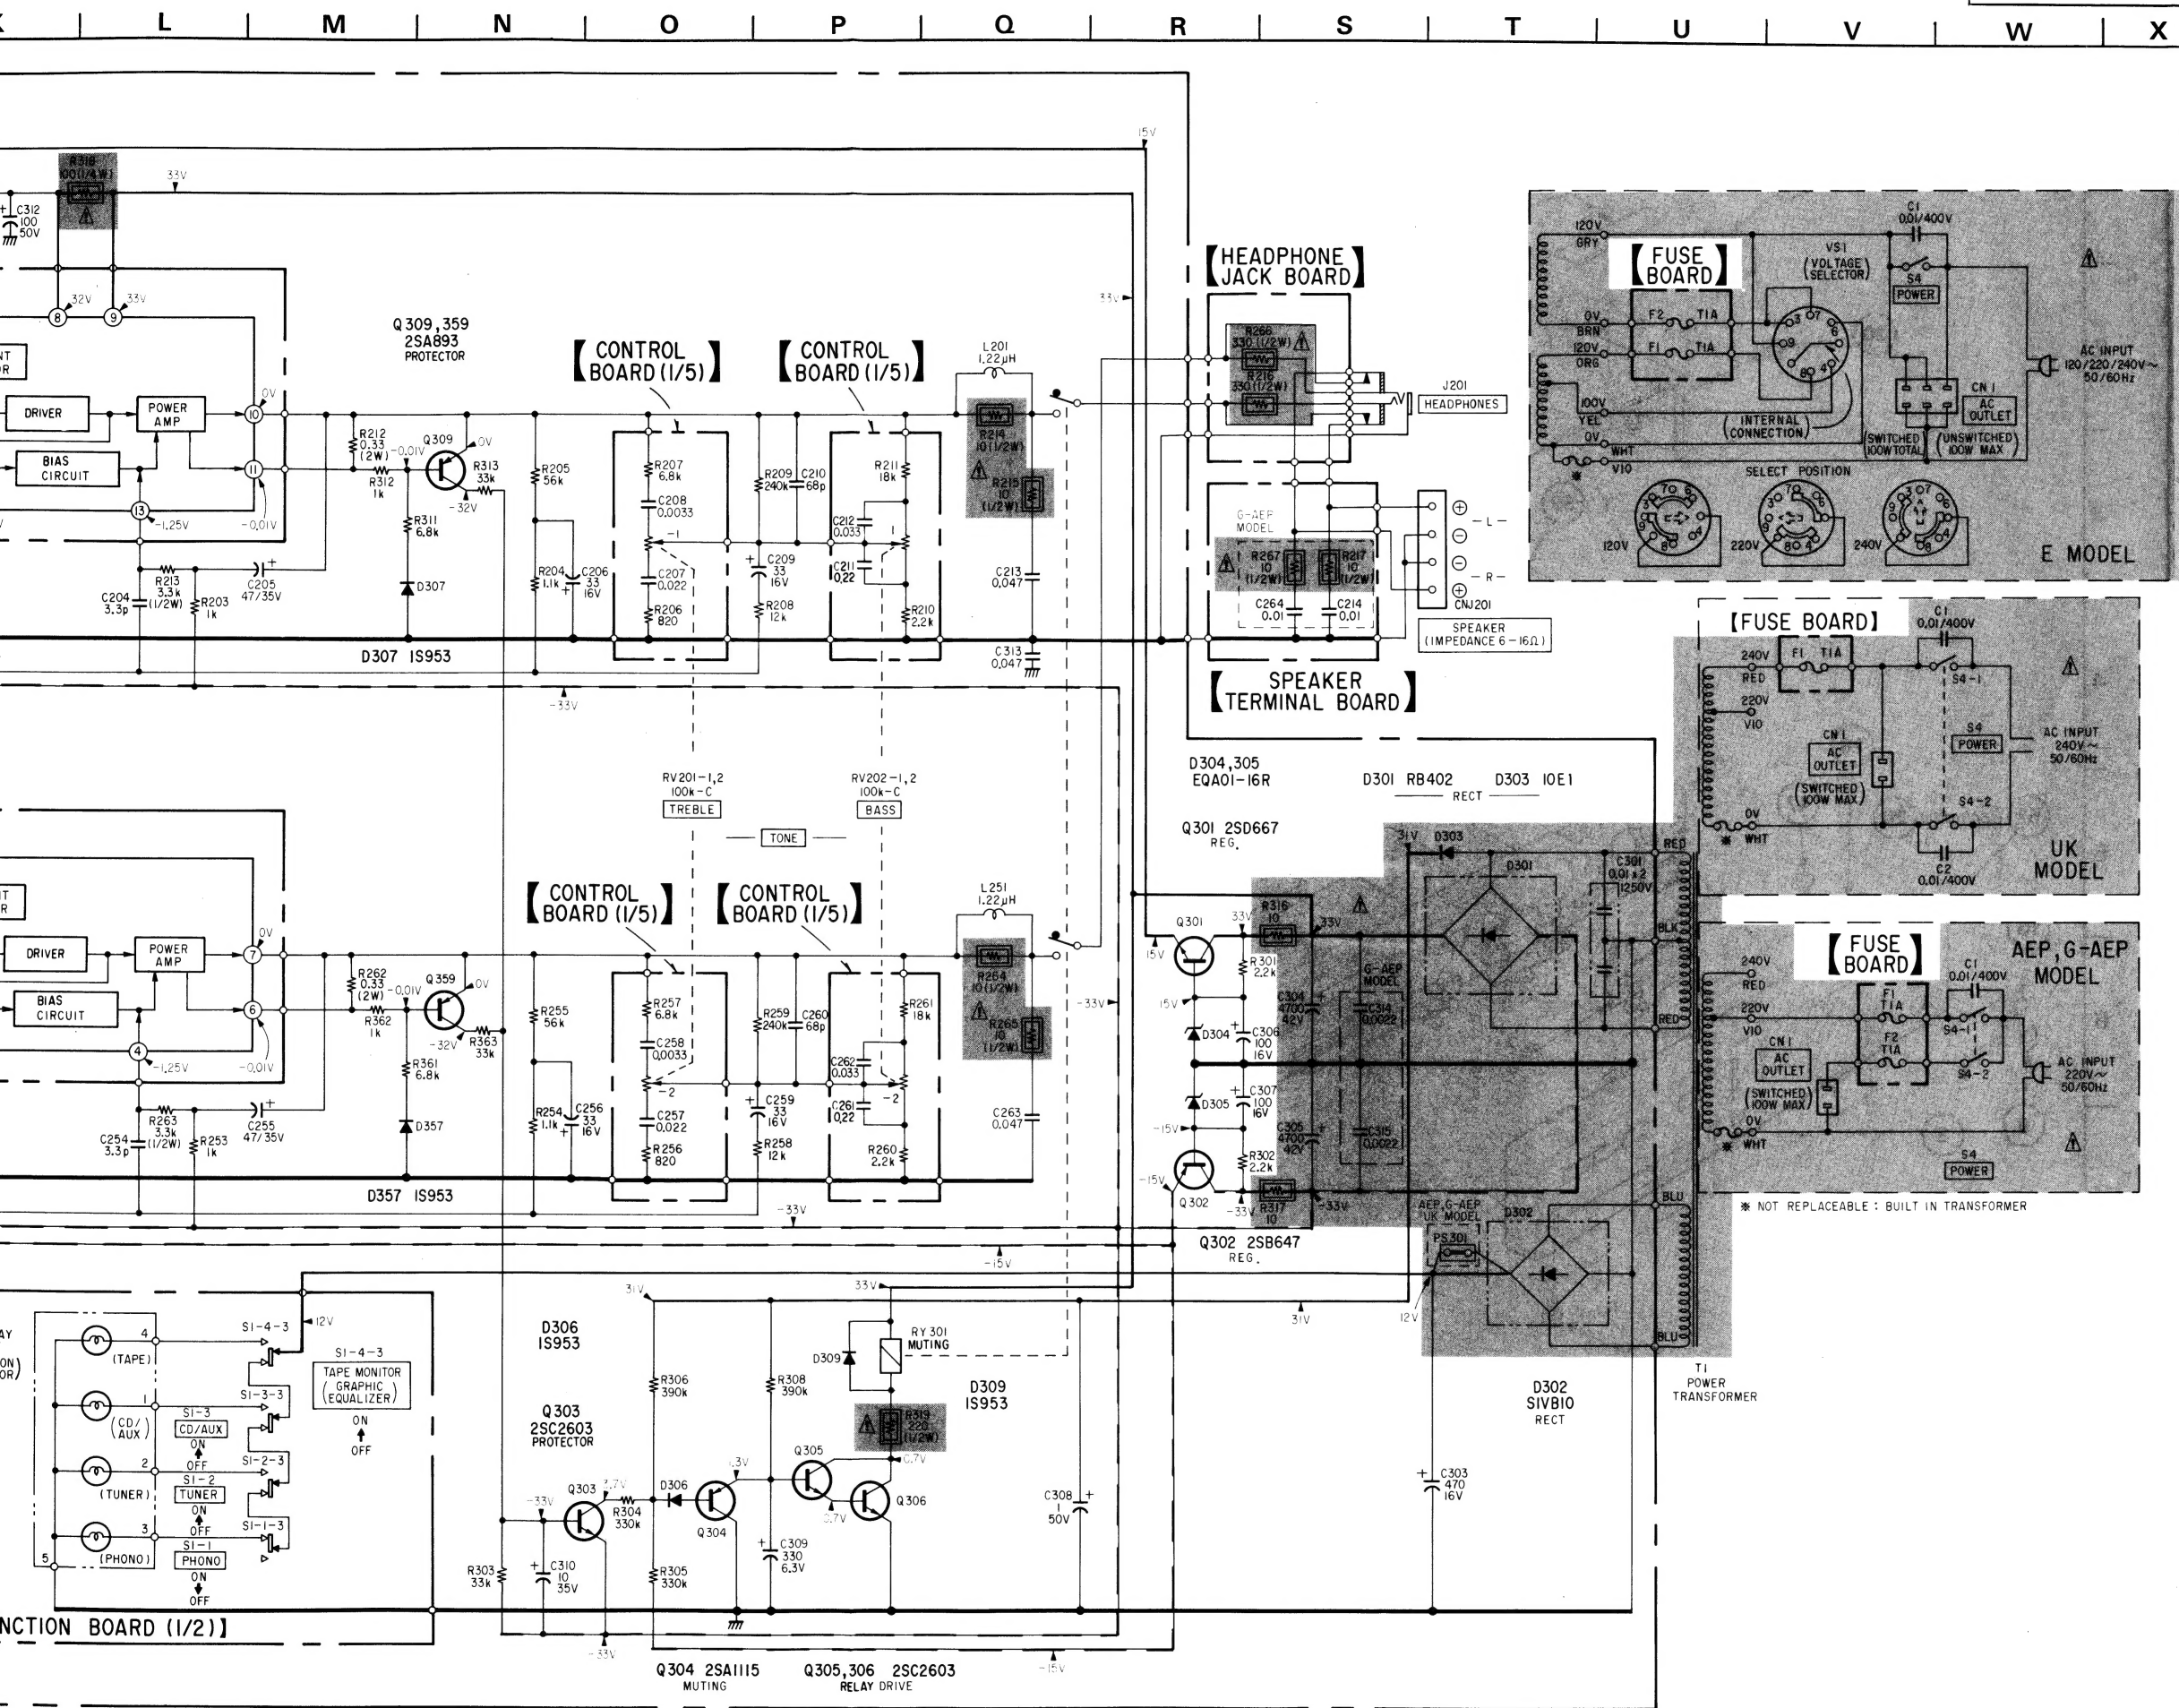 L M N O P Q R S T U V W X
15V
R318
100(1/4W)
33V
C312
100
50V
32V
33V
8
9
Q309,359
2SA893
PROTECTOR
【CONTROL
BOARD (1/5)】
【CONTROL
BOARD (1/5)】
L201
1.22μH
33V
【HEADPHONE
JACK BOARD】
R266
330(1/2W)
R216
330(1/2W)
J201
HEADPHONES
DRIVER
POWER
AMP
BIAS
CIRCUIT
10
0V
11
13
-1.25V
-0.01V
R212
0.33
(2W)
-0.01V
R312
1k
Q309
0V
R313
33k
-32V
R311
6.8k
D307
R205
56k
R204
1.1k
C206
33
16V
R207
6.8k
C208
0.0033
-1
C207
0.022
R206
820
R209
240k
C210
68p
C209
33
16V
R208
12k
R211
18k
C212
0.033
-1
C211
0.22
R210
2.2k
R214
10(1/2W)
R215
10
(1/2W)
C213
0.047
C313
0.047
C204
3.3p
R213
3.3k
(1/2W)
R203
1k
C205
47/35V
D307 1S953
-33V
G-AEP
MODEL
R267
10
(1/2W)
R217
10
(1/2W)
C264
0.01
C214
0.01
-L-
-R-
CNJ201
SPEAKER
(IMPEDANCE 6-16Ω)
【SPEAKER
TERMINAL BOARD】
120V
GRY
【FUSE
BOARD】
VS1
(VOLTAGE
SELECTOR)
C1
0.01/400V
S4
POWER
0V
BRN
120V
ORG
F2 T1A
F1 T1A
100V
YEL
0V
WHT
VIO
(INTERNAL
CONNECTION)
CN1
AC
OUTLET
(SWITCHED
100W TOTAL)
(UNSWITCHED
100W MAX)
AC INPUT
120/220/240V~
50/60Hz
SELECT POSITION
120V
220V
240V
E MODEL
【FUSE BOARD】
240V
RED
220V
VIO
F1 T1A
C1
0.01/400V
S4-1
CN1
AC
OUTLET
(SWITCHED
100W MAX)
S4
POWER
AC INPUT
240V~
50/60Hz
S4-2
0V
※ WHT
C2
0.01/400V
UK
MODEL
RV201-1,2
100k-C
TREBLE
RV202-1,2
100k-C
BASS
TONE
D304,305
EQA01-16R
D301 RB402 D303 10E1
RECT
Q301 2SD667
REG.
31V
D303
D301
C301
0.01×2
1250V
RED
BLK
RED
【FUSE
BOARD】
AEP,G-AEP
MODEL
240V
RED
220V
VIO
F1
T1A
F2
T1A
C1
0.01/400V
S4-1
S4-2
CN1
AC
OUTLET
(SWITCHED
100W MAX)
AC INPUT
220V~
50/60Hz
0V
※ WHT
S4
POWER
※ NOT REPLACEABLE : BUILT IN TRANSFORMER
【CONTROL
BOARD (1/5)】
【CONTROL
BOARD (1/5)】
L251
1.22μH
DRIVER
POWER
AMP
BIAS
CIRCUIT
7
0V
6
4
-1.25V
-0.01V
R262
0.33
(2W)
-0.01V
R362
1k
Q359
0V
R363
33k
-32V
R361
6.8k
D357
R255
56k
R254
1.1k
C256
33
16V
R257
6.8k
C258
0.0033
-2
C257
0.022
R256
820
R259
240k
C260
68p
C259
33
16V
R258
12k
R261
18k
C262
0.033
-2
C261
0.22
R260
2.2k
R264
10(1/2W)
R265
10
(1/2W)
C263
0.047
-33V
C254
3.3p
R263
3.3k
(1/2W)
R253
1k
C255
47/35V
D357 1S953
-33V
-15V
Q301
15V
33V
R316
10
33V
R301
2.2k
15V
D304
C306
100
16V
D305
C307
100
16V
-15V
R302
2.2k
-15V
Q302
-33V
R317
10
-33V
C304
4700
42V
C305
4700
42V
G-AEP
MODEL
C314
0.0022
C315
0.0022
Q302 2SB647
REG.
AEP,G-AEP
UK MODEL
PS301
D302
BLU
BLU
12V
31V
T1
POWER
TRANSFORMER
D302
S1VB10
RECT
C303
470
16V
4
(TAPE)
1
(CD/
AUX)
2
(TUNER)
3
(PHONO)
5
S1-4-3
12V
S1-4-3
TAPE MONITOR
(GRAPHIC
EQUALIZER)
ON
OFF
S1-3-3
S1-3
CD/AUX
ON
OFF
S1-2-3
S1-2
TUNER
ON
OFF
S1-1-3
S1-1
PHONO
ON
OFF
NCTION BOARD (1/2)】
D306
1S953
Q303
2SC2603
PROTECTOR
31V
33V
RY301
MUTING
D309
D309
1S953
R306
390k
R308
390k
R319
220
(1/2W)
0.7V
Q305
Q306
0.7V
Q303
-33V
R304
330k
D306
Q304
R303
33k
C310
10
35V
R305
330k
C309
330
6.3V
C308
1
50V
-33V
-15V
Q304 2SA1115
MUTING
Q305,306 2SC2603
RELAY DRIVE